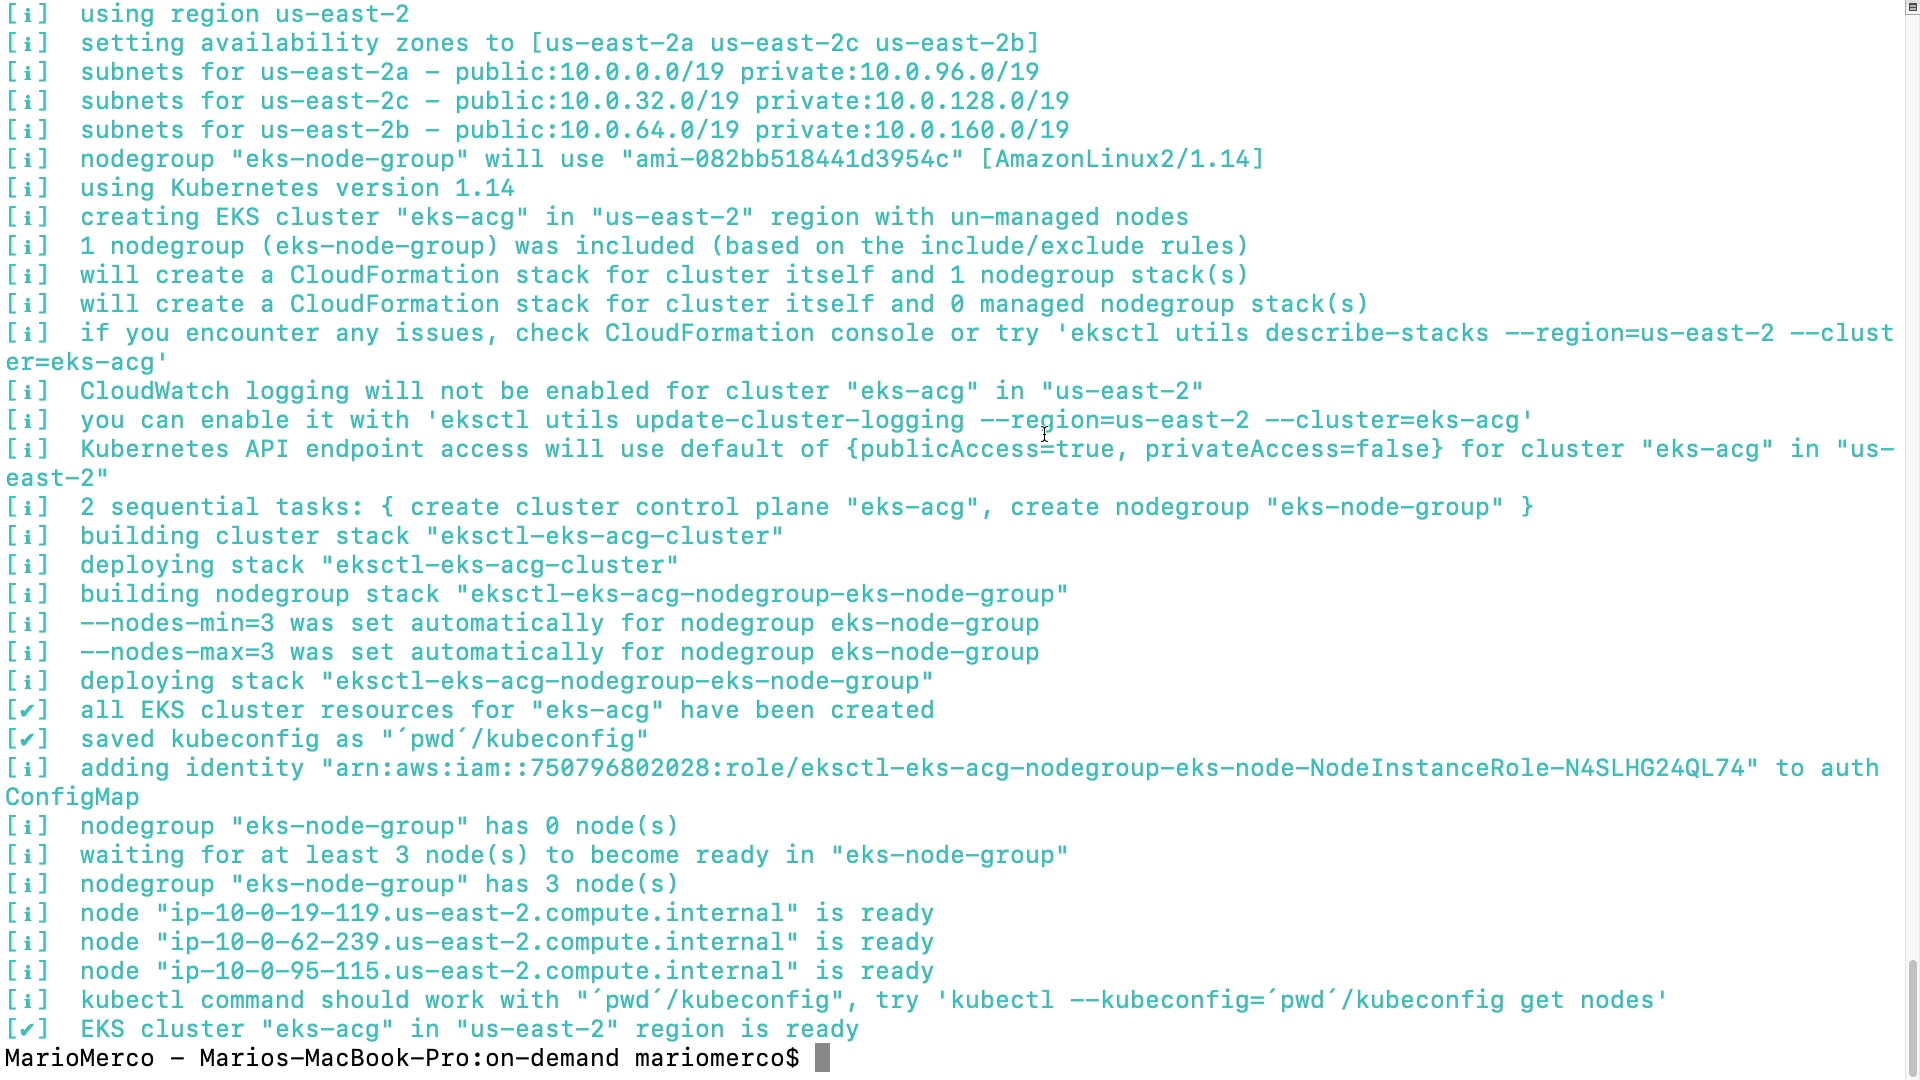 [ℹ]  using region us-east-2
[ℹ]  setting availability zones to [us-east-2a us-east-2c us-east-2b]
[ℹ]  subnets for us-east-2a - public:10.0.0.0/19 private:10.0.96.0/19
[ℹ]  subnets for us-east-2c - public:10.0.32.0/19 private:10.0.128.0/19
[ℹ]  subnets for us-east-2b - public:10.0.64.0/19 private:10.0.160.0/19
[ℹ]  nodegroup "eks-node-group" will use "ami-082bb518441d3954c" [AmazonLinux2/1.14]
[ℹ]  using Kubernetes version 1.14
[ℹ]  creating EKS cluster "eks-acg" in "us-east-2" region with un-managed nodes
[ℹ]  1 nodegroup (eks-node-group) was included (based on the include/exclude rules)
[ℹ]  will create a CloudFormation stack for cluster itself and 1 nodegroup stack(s)
[ℹ]  will create a CloudFormation stack for cluster itself and 0 managed nodegroup stack(s)
[ℹ]  if you encounter any issues, check CloudFormation console or try 'eksctl utils describe-stacks --region=us-east-2 --clust
er=eks-acg'
[ℹ]  CloudWatch logging will not be enabled for cluster "eks-acg" in "us-east-2"
[ℹ]  you can enable it with 'eksctl utils update-cluster-logging --region=us-east-2 --cluster=eks-acg'
[ℹ]  Kubernetes API endpoint access will use default of {publicAccess=true, privateAccess=false} for cluster "eks-acg" in "us-
east-2"
[ℹ]  2 sequential tasks: { create cluster control plane "eks-acg", create nodegroup "eks-node-group" }
[ℹ]  building cluster stack "eksctl-eks-acg-cluster"
[ℹ]  deploying stack "eksctl-eks-acg-cluster"
[ℹ]  building nodegroup stack "eksctl-eks-acg-nodegroup-eks-node-group"
[ℹ]  --nodes-min=3 was set automatically for nodegroup eks-node-group
[ℹ]  --nodes-max=3 was set automatically for nodegroup eks-node-group
[ℹ]  deploying stack "eksctl-eks-acg-nodegroup-eks-node-group"
[✔]  all EKS cluster resources for "eks-acg" have been created
[✔]  saved kubeconfig as "´pwd´/kubeconfig"
[ℹ]  adding identity "arn:aws:iam::750796802028:role/eksctl-eks-acg-nodegroup-eks-node-NodeInstanceRole-N4SLHG24QL74" to auth
ConfigMap
[ℹ]  nodegroup "eks-node-group" has 0 node(s)
[ℹ]  waiting for at least 3 node(s) to become ready in "eks-node-group"
[ℹ]  nodegroup "eks-node-group" has 3 node(s)
[ℹ]  node "ip-10-0-19-119.us-east-2.compute.internal" is ready
[ℹ]  node "ip-10-0-62-239.us-east-2.compute.internal" is ready
[ℹ]  node "ip-10-0-95-115.us-east-2.compute.internal" is ready
[ℹ]  kubectl command should work with "´pwd´/kubeconfig", try 'kubectl --kubeconfig=´pwd´/kubeconfig get nodes'
[✔]  EKS cluster "eks-acg" in "us-east-2" region is ready
MarioMerco - Marios-MacBook-Pro:on-demand mariomerco$